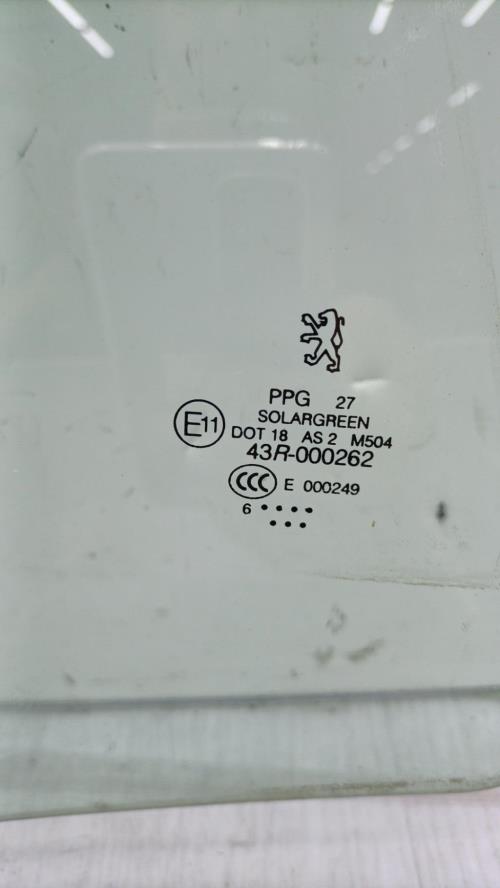 PPG 27
SOLARGREEN
E11
DOT 18 AS 2 M504
43R-000262
CCC E 000249
6 ••••
•••